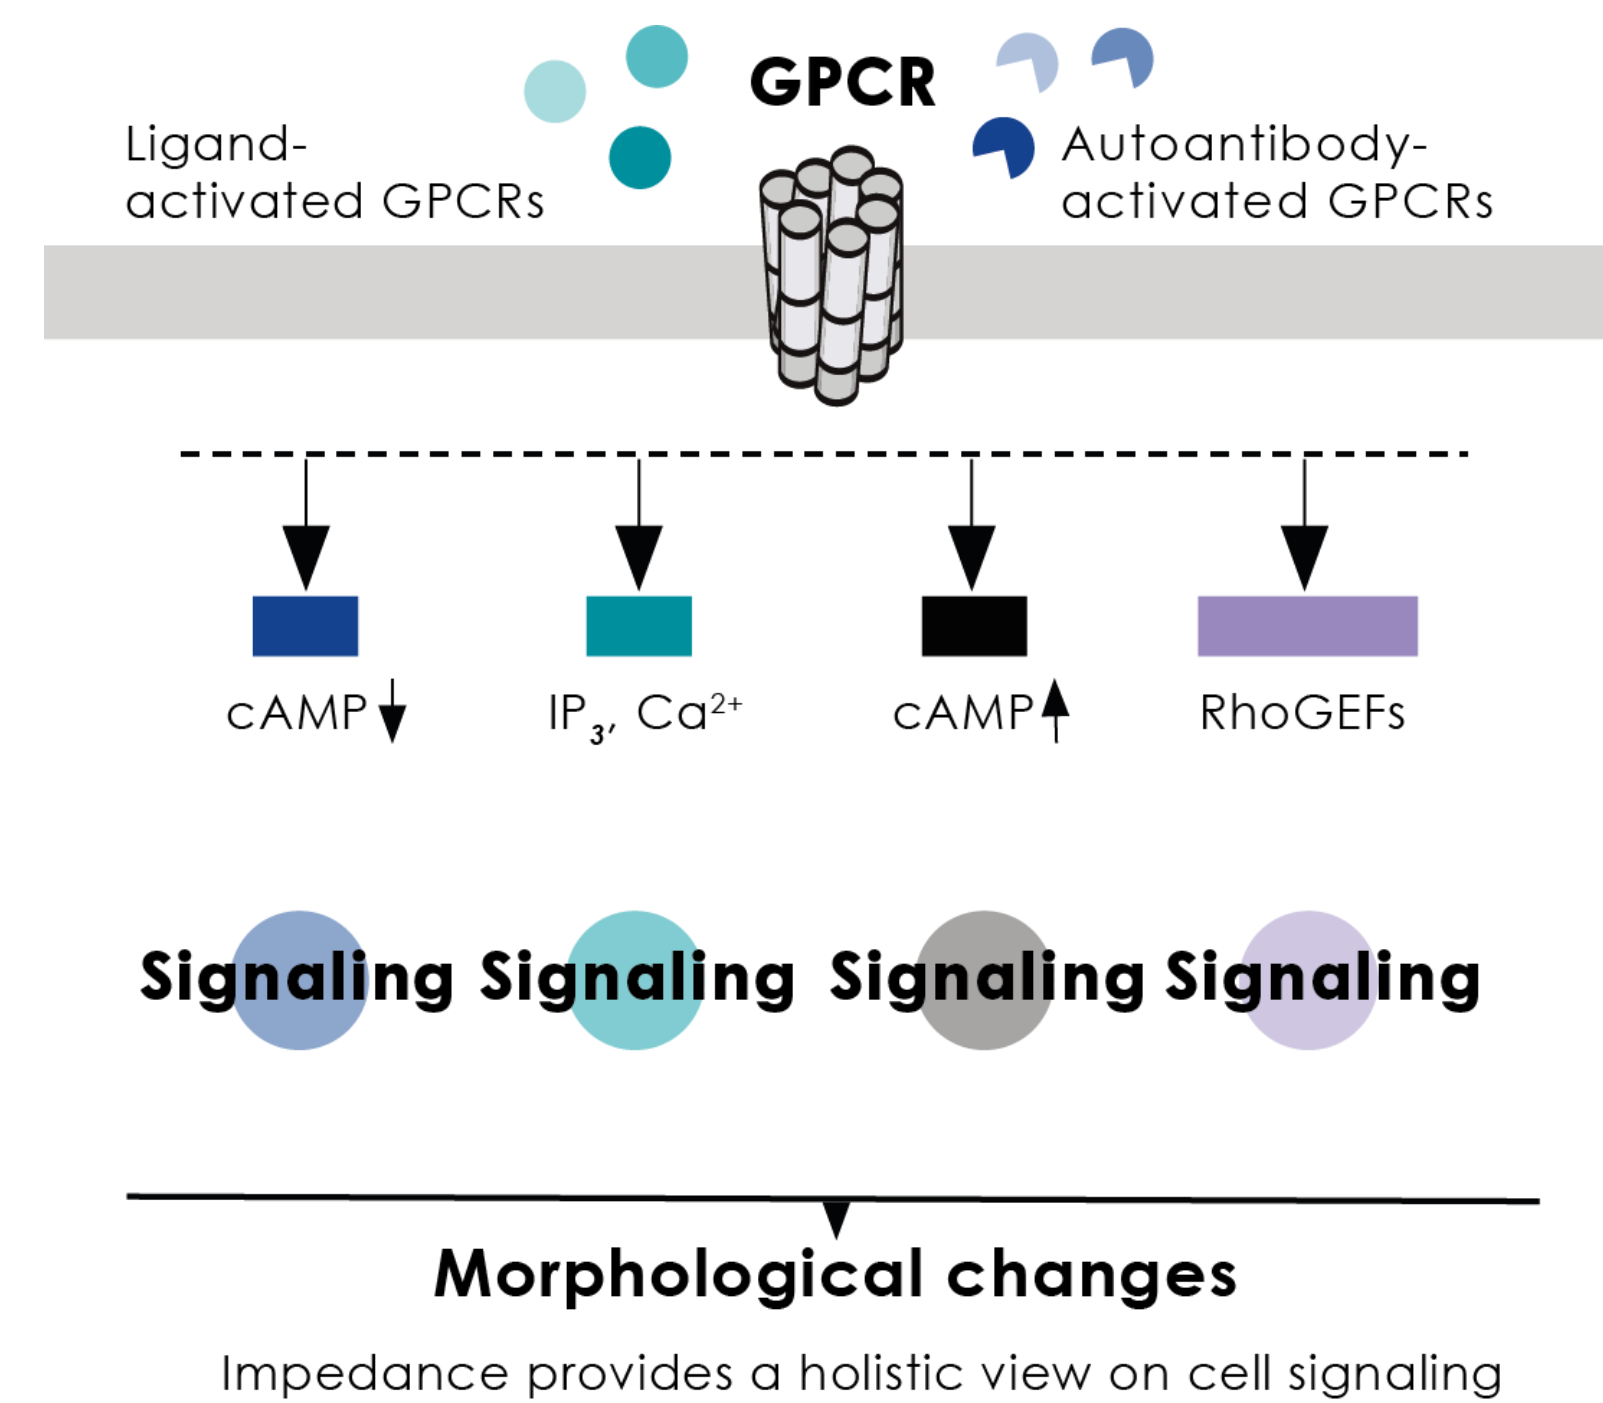 GPCR
Ligand-
activated GPCRs
Autoantibody-
activated GPCRs
cAMP
IP₃, Ca²⁺
cAMP
RhoGEFs
Signaling Signaling Signaling Signaling
Morphological changes
Impedance provides a holistic view on cell signaling